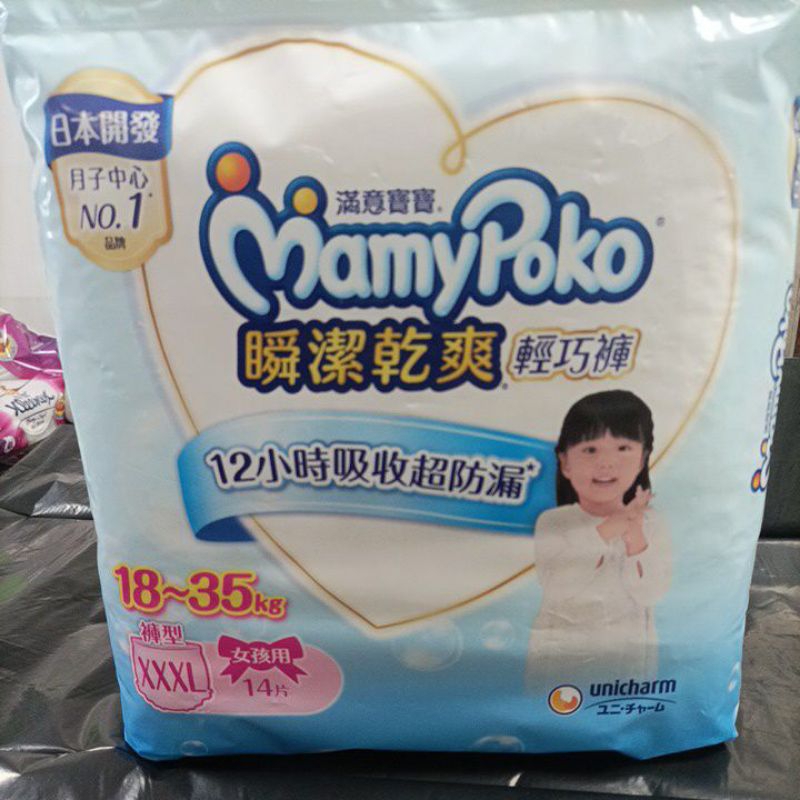 日本開發
月子中心
NO.1*
品牌
滿意寶寶®
MamyPoko®
瞬潔乾爽®輕巧褲
12小時吸收超防漏*
18~35kg
褲型
XXXL
女孩用
14片
unicharm
ユニ・チャーム